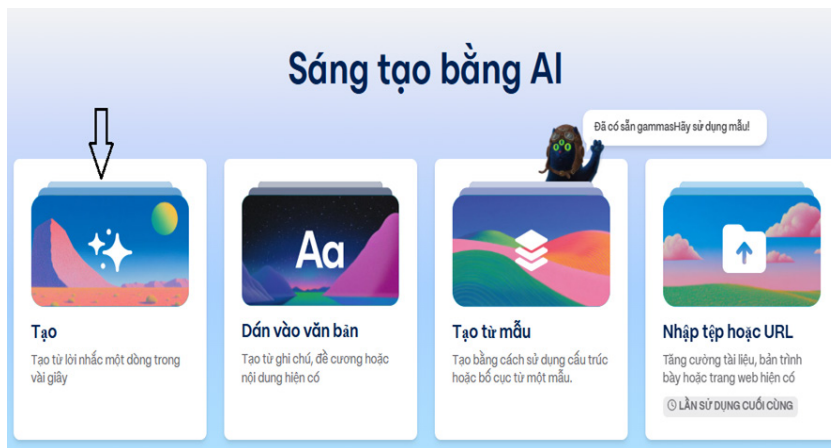 Sáng tạo bằng AI
Đã có sẵn gammasHãy sử dụng mẫu!
Aa
Tạo
Tạo từ lời nhắc một dòng trong
vài giây
Dán vào văn bản
Tạo từ ghi chú, đề cương hoặc
nội dung hiện có
Tạo từ mẫu
Tạo bằng cách sử dụng cấu trúc
hoặc bố cục từ một mẫu.
Nhập tệp hoặc URL
Tăng cường tài liệu, bản trình
bày hoặc trang web hiện có
LẦN SỬ DỤNG CUỐI CÙNG